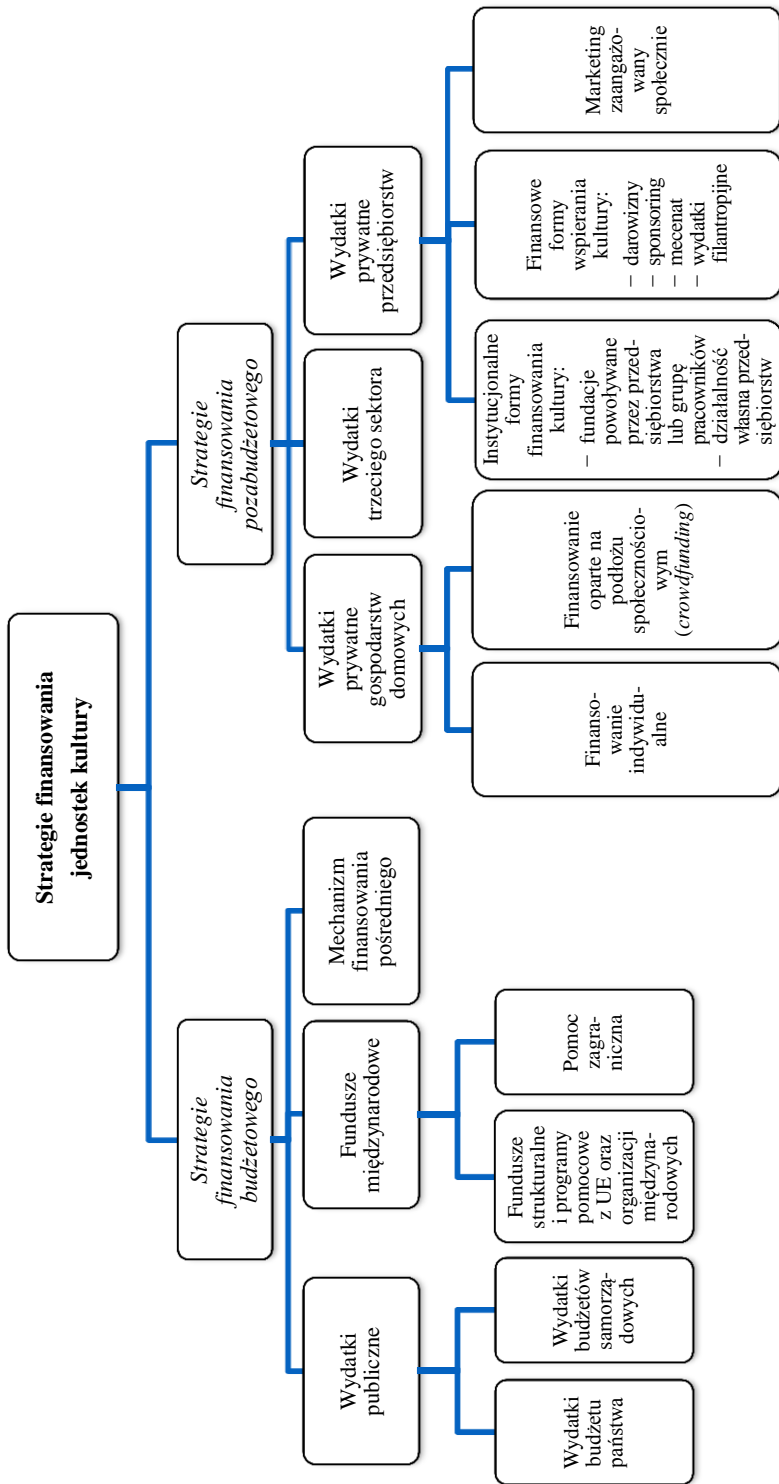 Strategie finansowania
jednostek kultury
Strategie
finansowania
budżetowego
Strategie
finansowania
pozabudżetowego
Wydatki
publiczne
Fundusze
międzynarodowe
Mechanizm
finansowania
pośredniego
Wydatki
prywatne
gospodarstw
domowych
Wydatki
trzeciego sektora
Wydatki
prywatne
przedsiębiorstw
Wydatki
budżetu
państwa
Wydatki
budżetów
samorzą-
dowych
Fundusze
strukturalne
i programy
pomocowe
z UE oraz
organizacji
międzyna-
rodowych
Pomoc
zagra-
niczna
Finanso-
wanie
indywidu-
alne
Finansowanie
oparte na
podłożu
społecznościo-
wym
(crowdfunding)
Instytucjonalne
formy
finansowania
kultury:
– fundacje
powoływane
przez przed-
siębiorstwa
lub grupę
pracowników
– działalność
własna przed-
siębiorstw
Finansowe
formy
wspierania
kultury:
– darowizny
– sponsoring
– mecenat
– wydatki
filantropijne
Marketing
zaangażo-
wany
społecznie